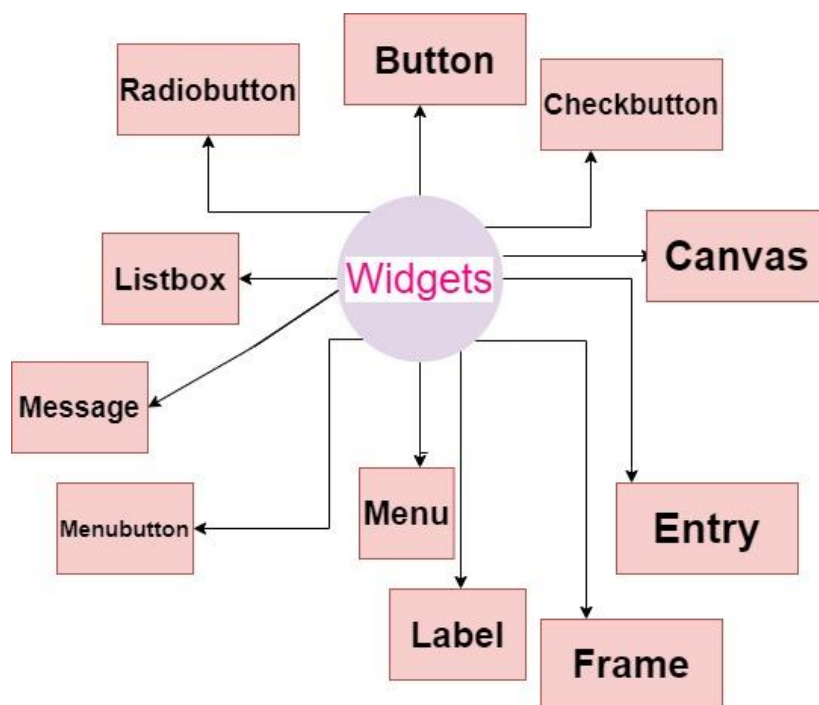 Button
Radiobutton
Checkbutton
Canvas
Widgets
Listbox
Message
Menu
Entry
Menubutton
Label
Frame